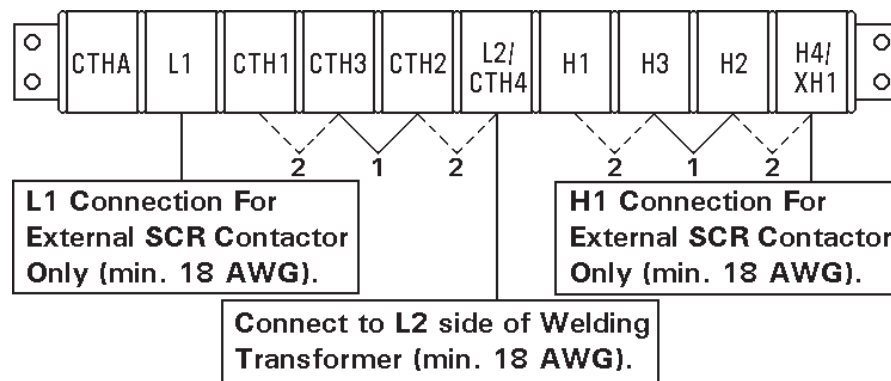 CTHA L1 CTH1 CTH3 CTH2 L2/ CTH4 H1 H3 H2 H4/ XH1
2 1 2 2 1 2
L1 Connection For
External SCR Contactor
Only (min. 18 AWG).
H1 Connection For
External SCR Contactor
Only (min. 18 AWG).
Connect to L2 side of Welding
Transformer (min. 18 AWG).